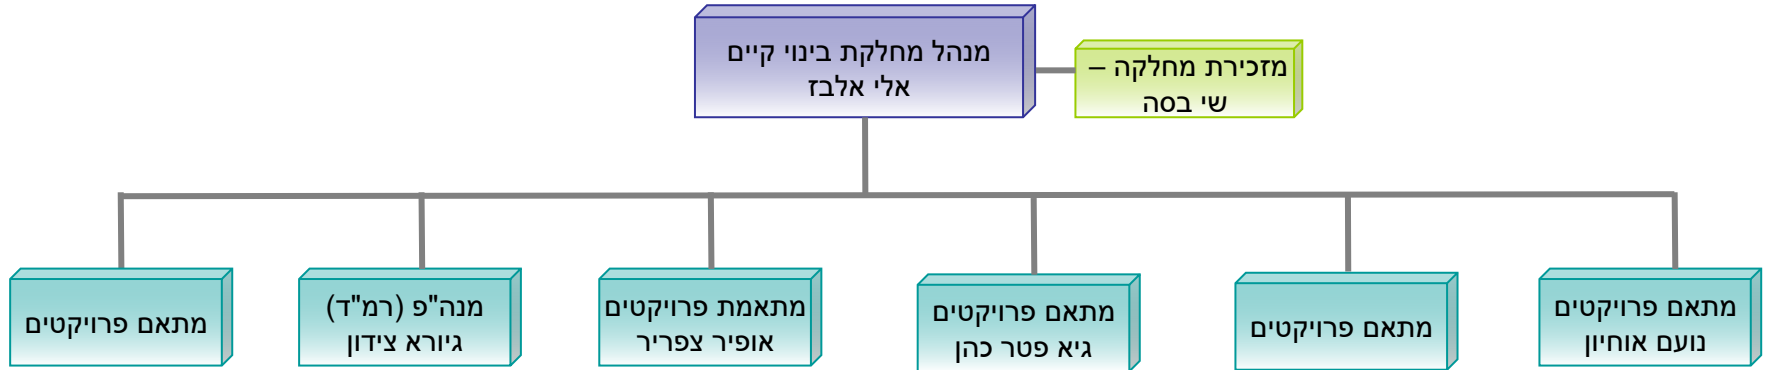 מנהל מחלקת בינוי קיים
אלי אלבז
מזכירת מחלקה –
שי בסה
מתאם פרויקטים
נועם אוחיון
מתאם פרויקטים
מתאם פרויקטים
גיא פטר כהן
מתאמת פרויקטים
אופיר צפריר
מנה"פ (רמ"ד)
גיורא צידון
מתאם פרויקטים